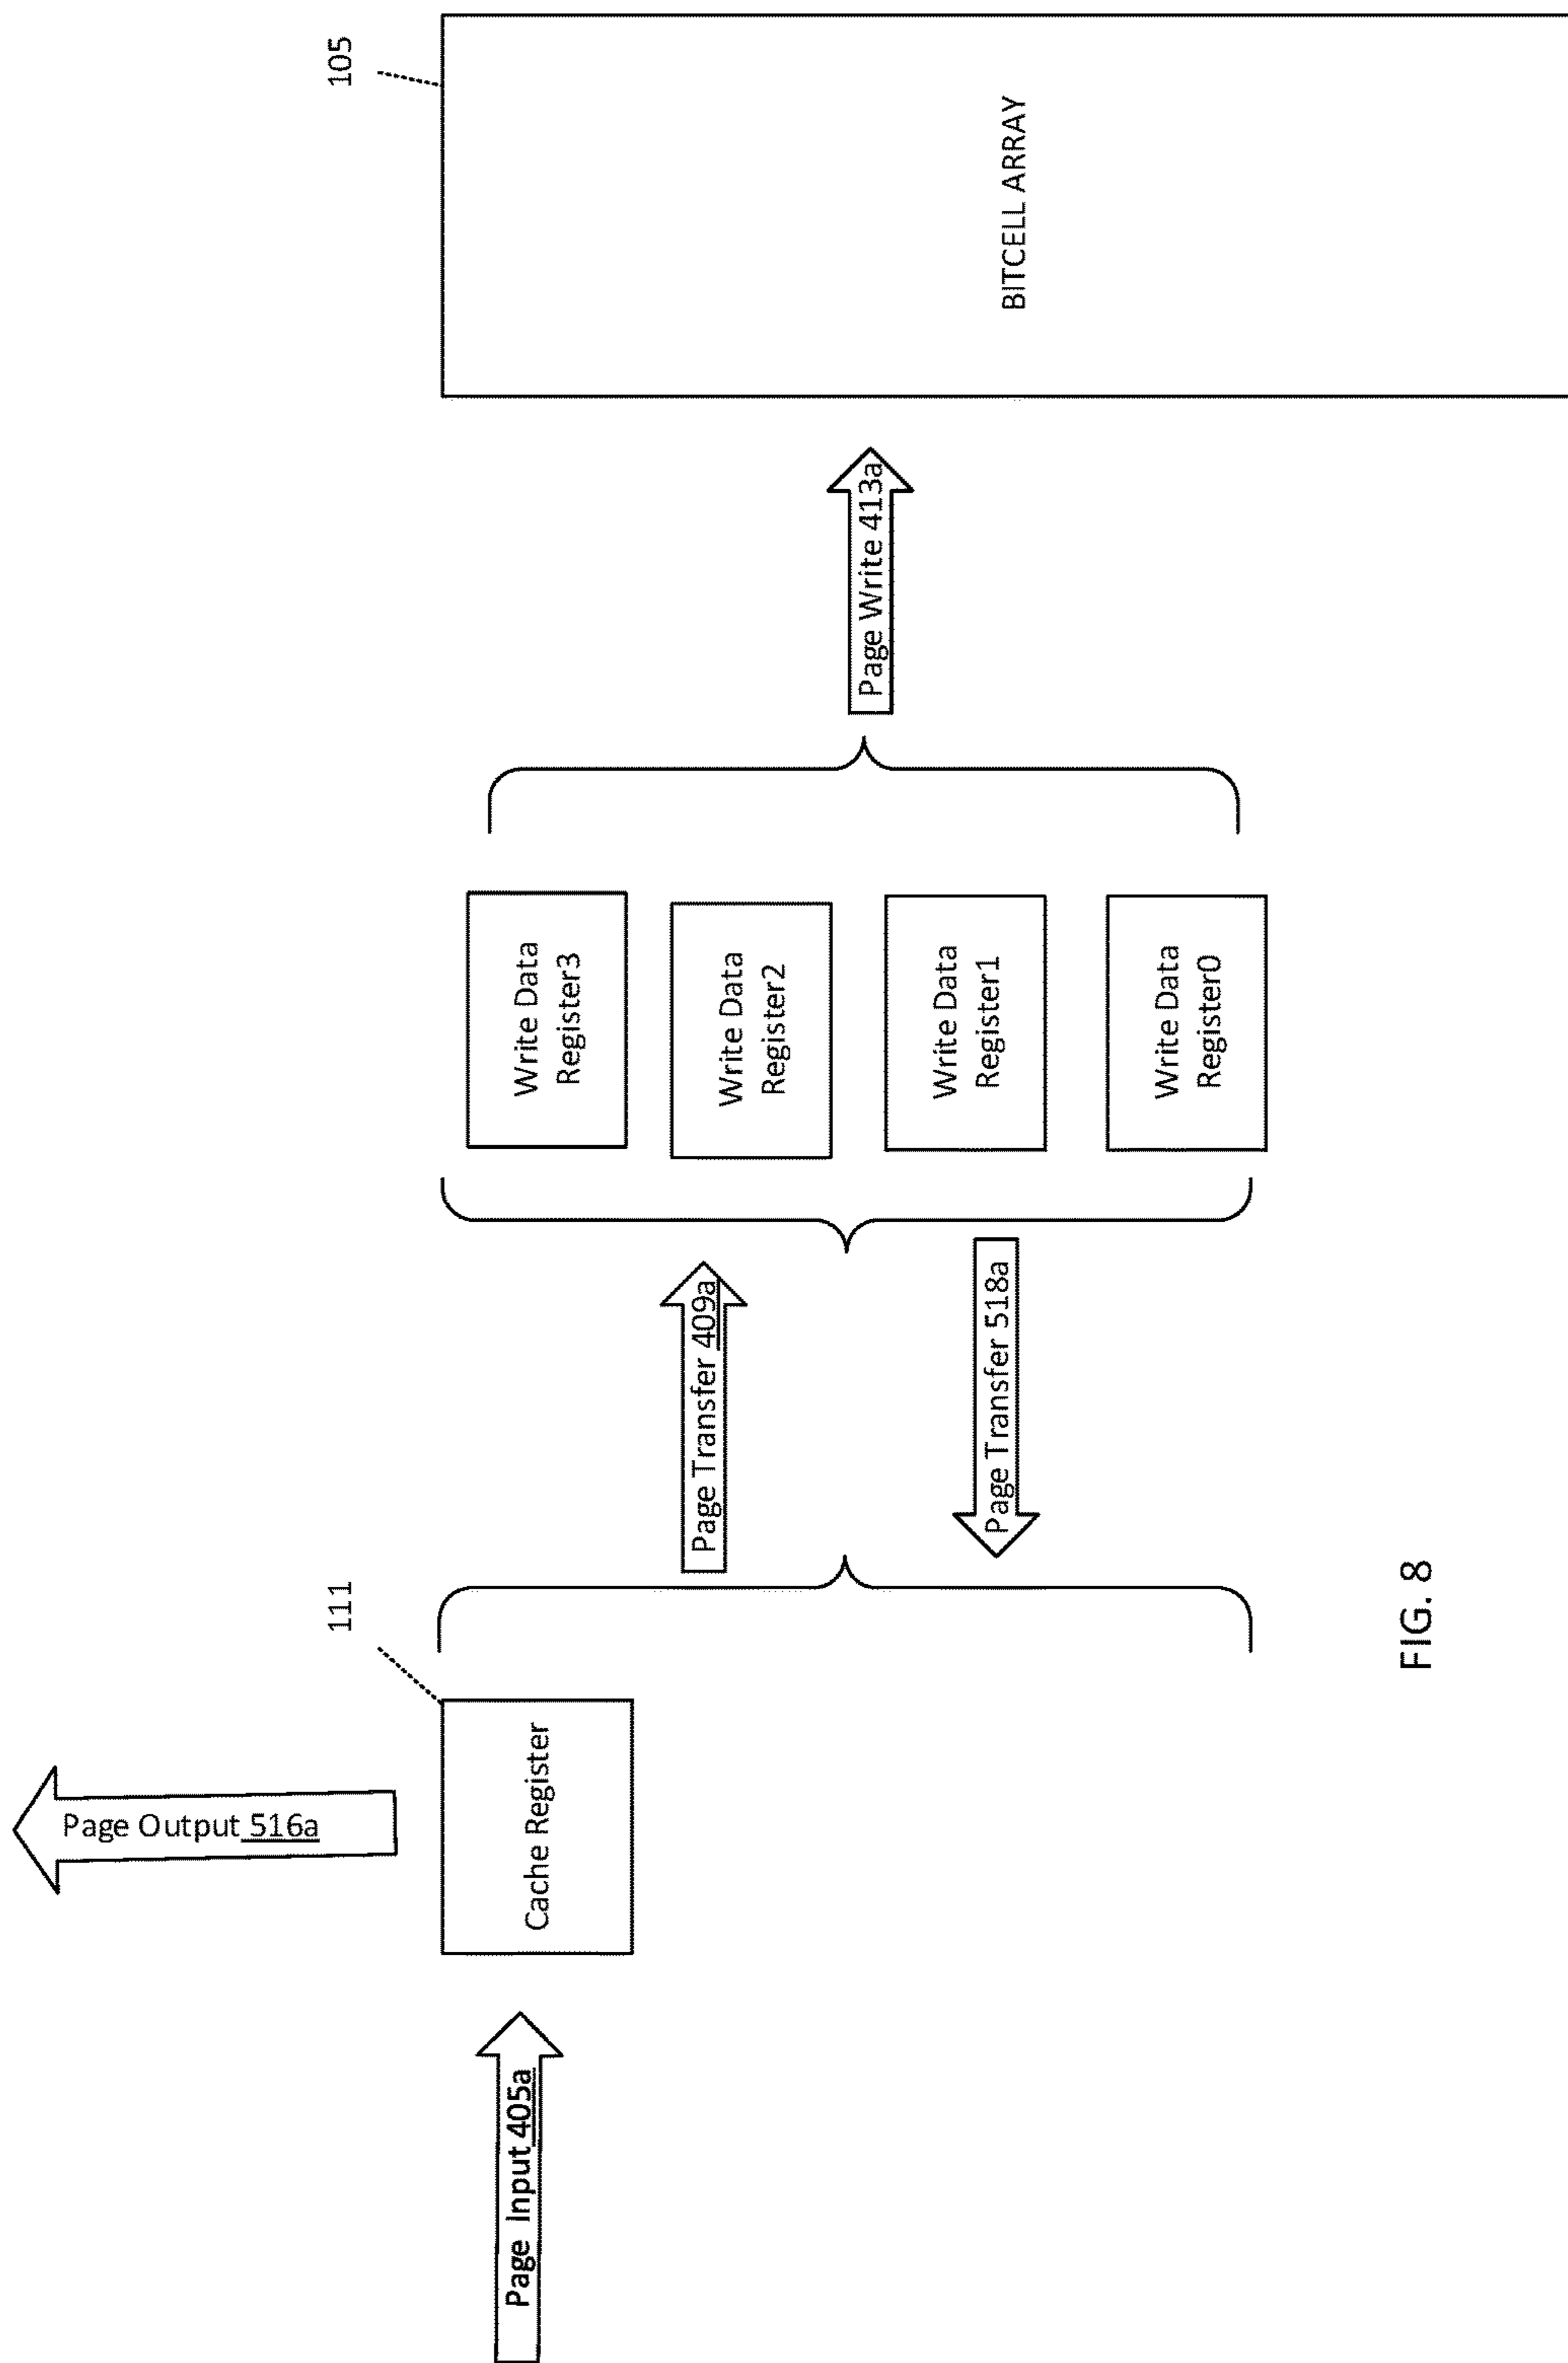 Page Input 405a
Page Output 516a
Cache Register
111
Page Transfer 409a
Page Transfer 518a
Write Data
Register3
Write Data
Register2
Write Data
Register1
Write Data
Register0
Page Write 413a
BITCELL ARRAY
105
FIG. 8